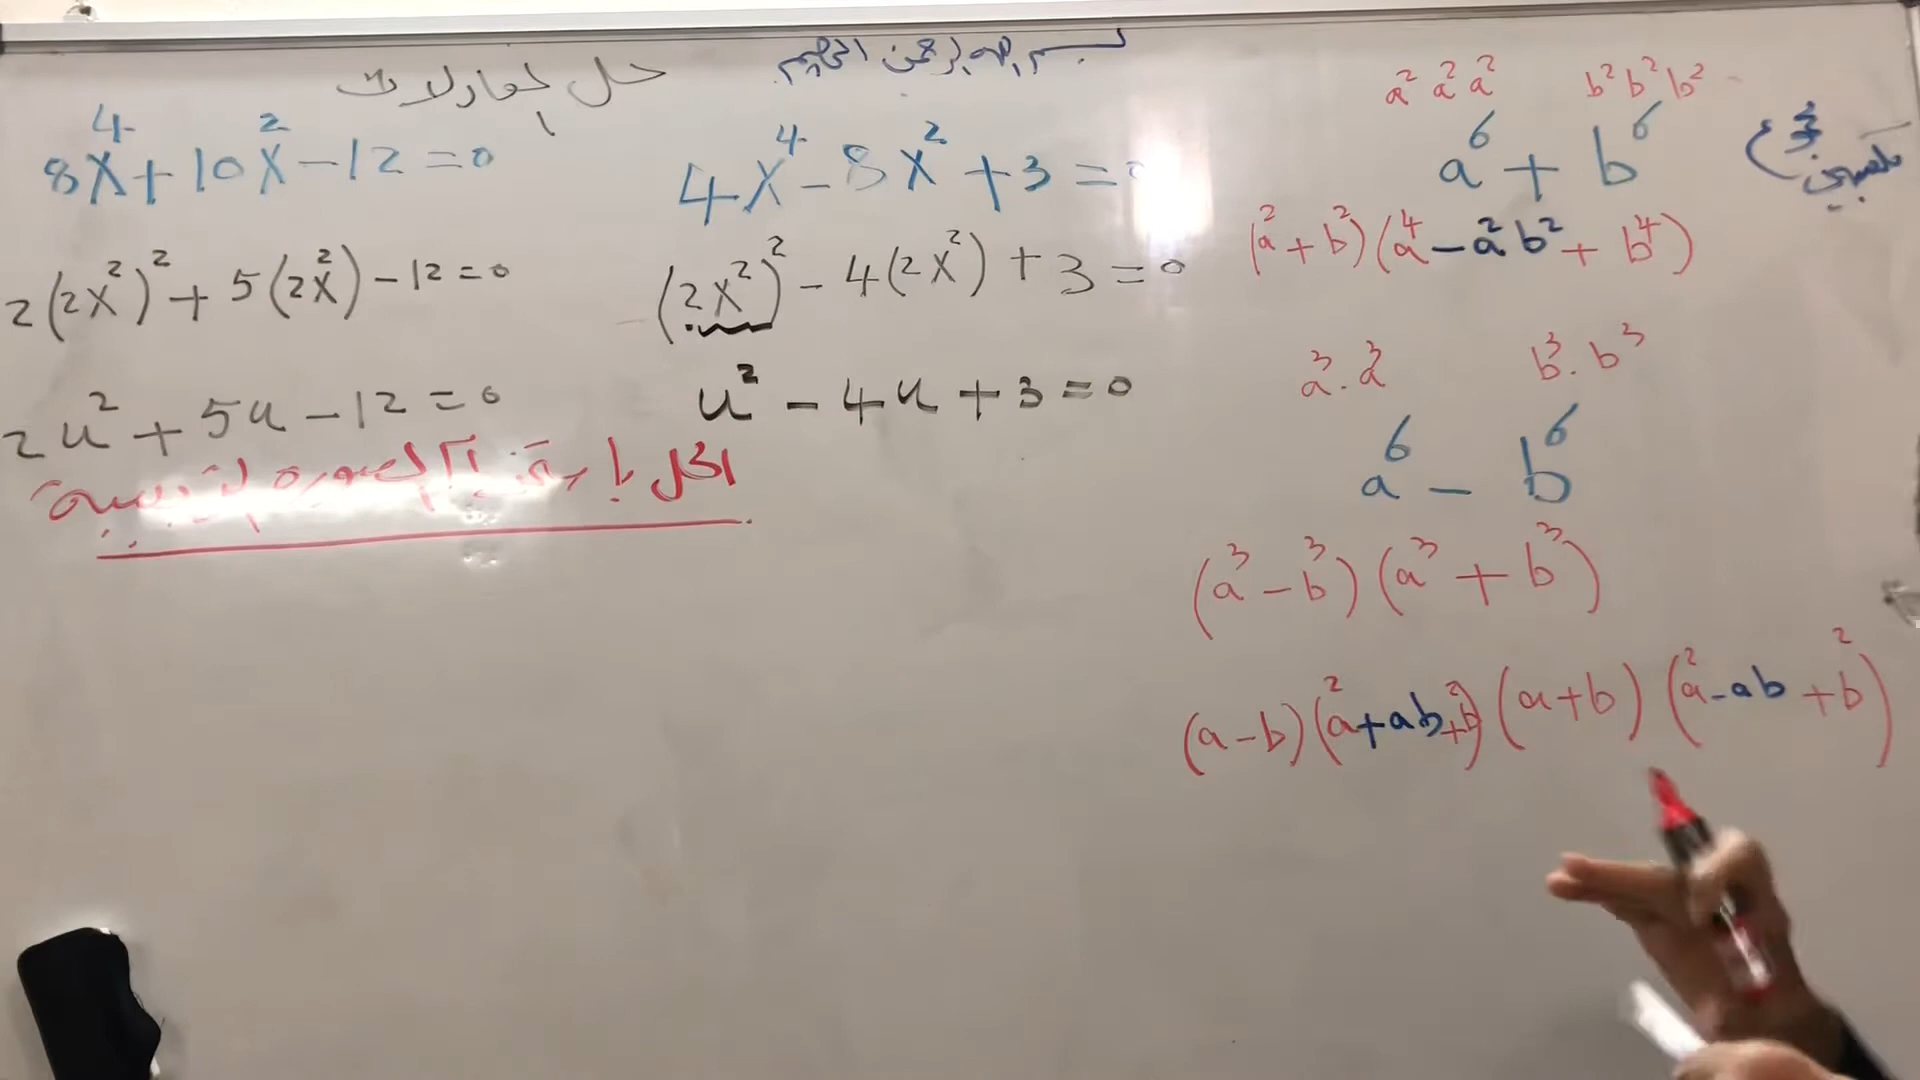 بسم الله الرحمن الرحيم
حل المعادلات
8x⁴ + 10x² - 12 = 0
2(2x²)² + 5(2x²) - 12 = 0
2u² + 5u - 12 = 0
4x⁴ - 8x² + 3 = 0
(2x²)² - 4(2x²) + 3 = 0
u² - 4u + 3 = 0
الحل باستخدام الصورة التربيعية
a² a² a² b² b² b²
a⁶ + b⁶
(a² + b²)(a⁴ - a²b² + b⁴)
a³ . a³ b³ . b³
a⁶ - b⁶
(a³ - b³)(a³ + b³)
(a - b)(a² + ab + b²)(a + b)(a² - ab + b²)